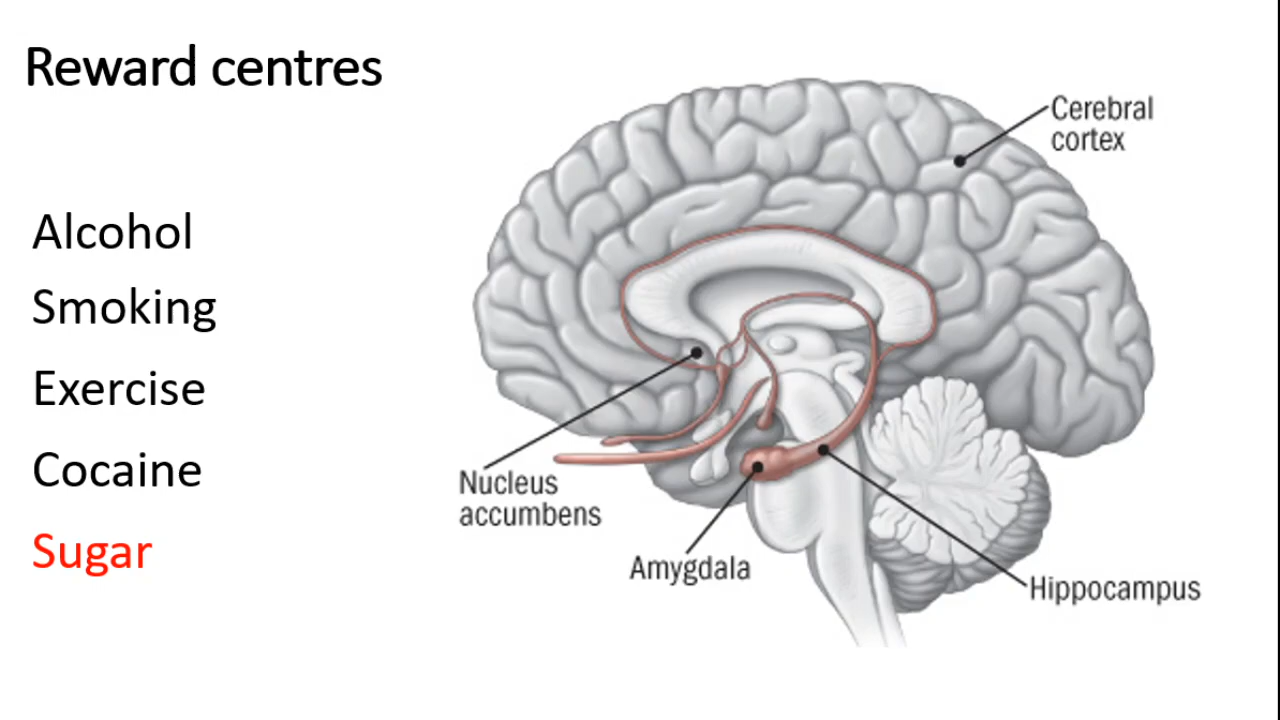 Reward centres
Alcohol
Smoking
Exercise
Cocaine
Sugar
Cerebral
cortex
Nucleus
accumbens
Amygdala
Hippocampus